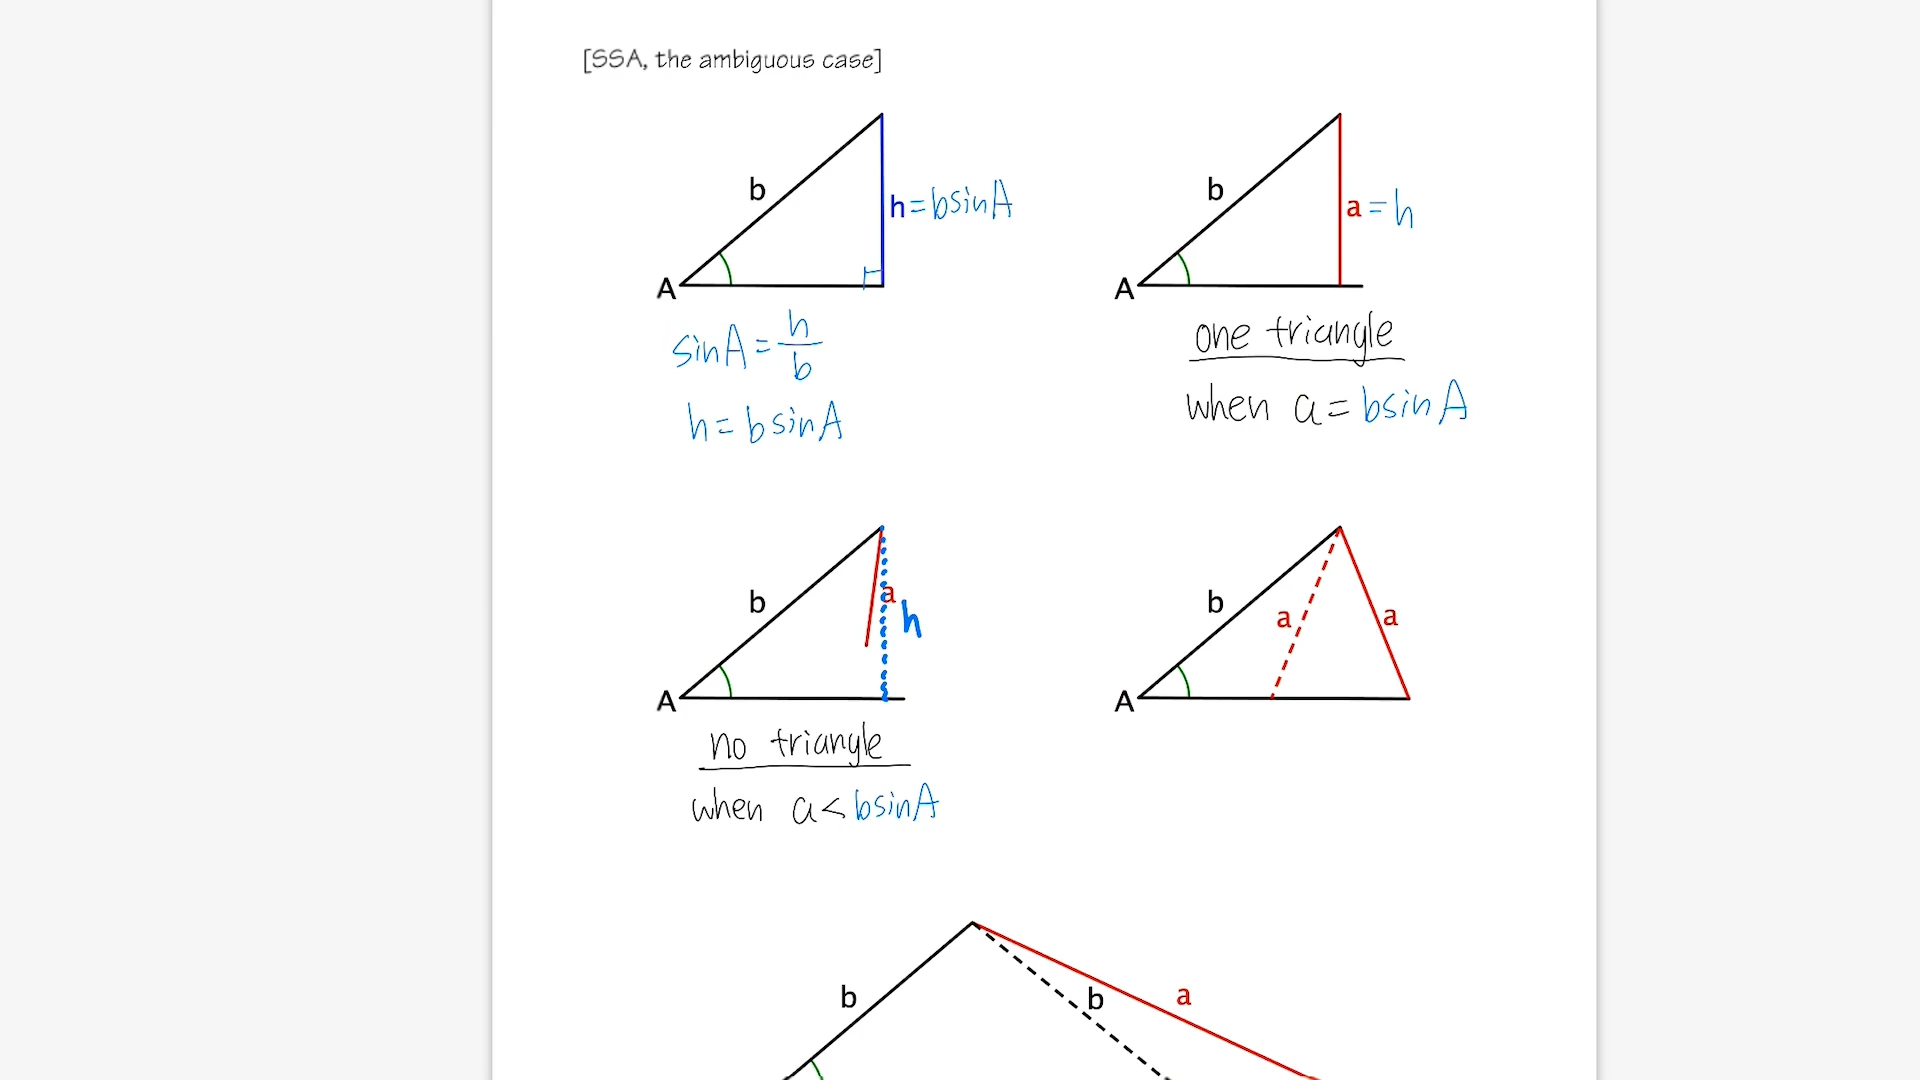 [SSA, the ambiguous case]
b
h=bsinA
A
sinA=h/b
h=bsinA
b
a=h
A
one triangle
when a=bsinA
b
a
h
A
no triangle
when a<bsinA
b
a
a
A
b
b
a